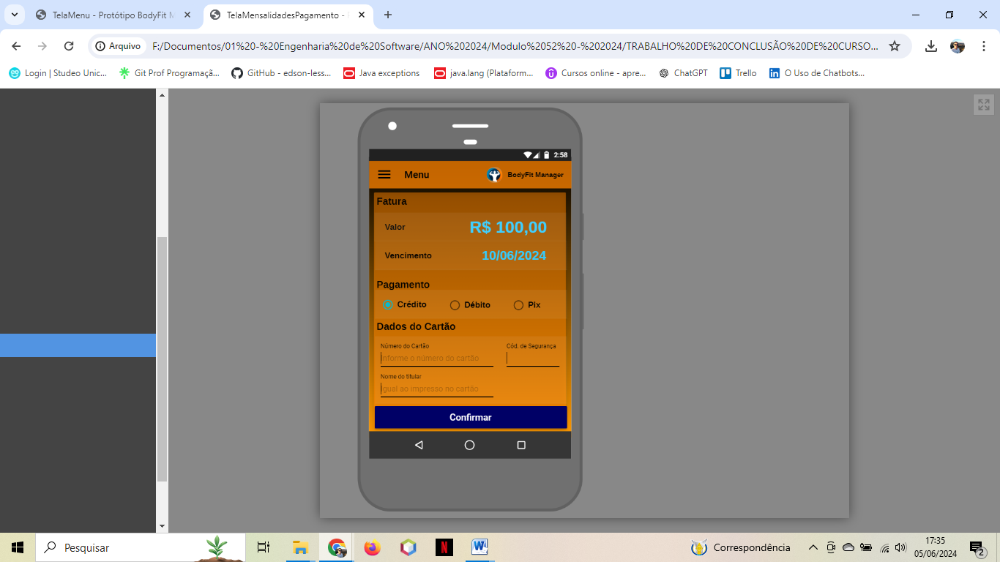 TelaMenu - Protótipo BodyFit M
TelaMensalidadesPagamento -
Arquivo
F:/Documentos/01%20-%20Engenharia%20de%20Software/ANO%202024/Modulo%2052%20-%202024/TRABALHO%20DE%20CONCLUSÃO%20DE%20CURSO...
Login | Studeo Unic...
Git Prof Programaçã...
GitHub - edson-less...
Java exceptions
java.lang (Plataform...
Cursos online - apre...
ChatGPT
Trello
O Uso de Chatbots...
2:58
Menu
BodyFit Manager
Fatura
Valor
R$ 100,00
Vencimento
10/06/2024
Pagamento
Crédito
Débito
Pix
Dados do Cartão
Número do Cartão
Cód. de Segurança
Informe o número do cartão
Nome do titular
Igual ao impresso no cartão
Confirmar
Pesquisar
Correspondência
17:35
05/06/2024
2